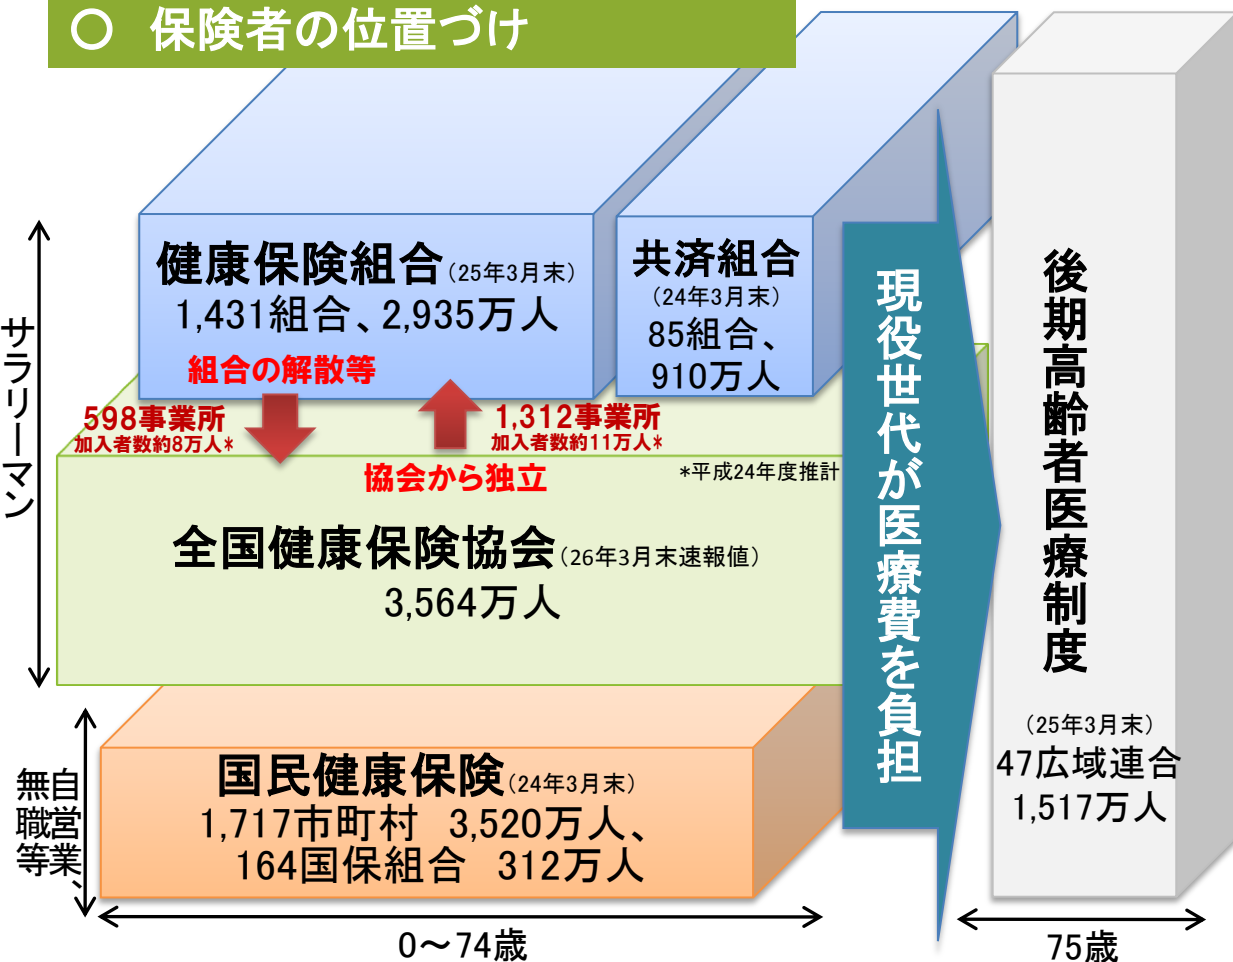 ○ 保険者の位置づけ
健康保険組合(25年3月末)
1,431組合、2,935万人
共済組合
(24年3月末)
85組合、
910万人
組合の解散等
598事業所
加入者数約8万人*
1,312事業所
加入者数約11万人*
協会から独立
*平成24年度推計
全国健康保険協会(26年3月末速報値)
3,564万人
サラリーマン
国民健康保険(24年3月末)
1,717市町村 3,520万人、
164国保組合 312万人
自営業、
無職等
現役世代が医療費を負担
後期高齢者医療制度
(25年3月末)
47広域連合
1,517万人
0～74歳
75歳